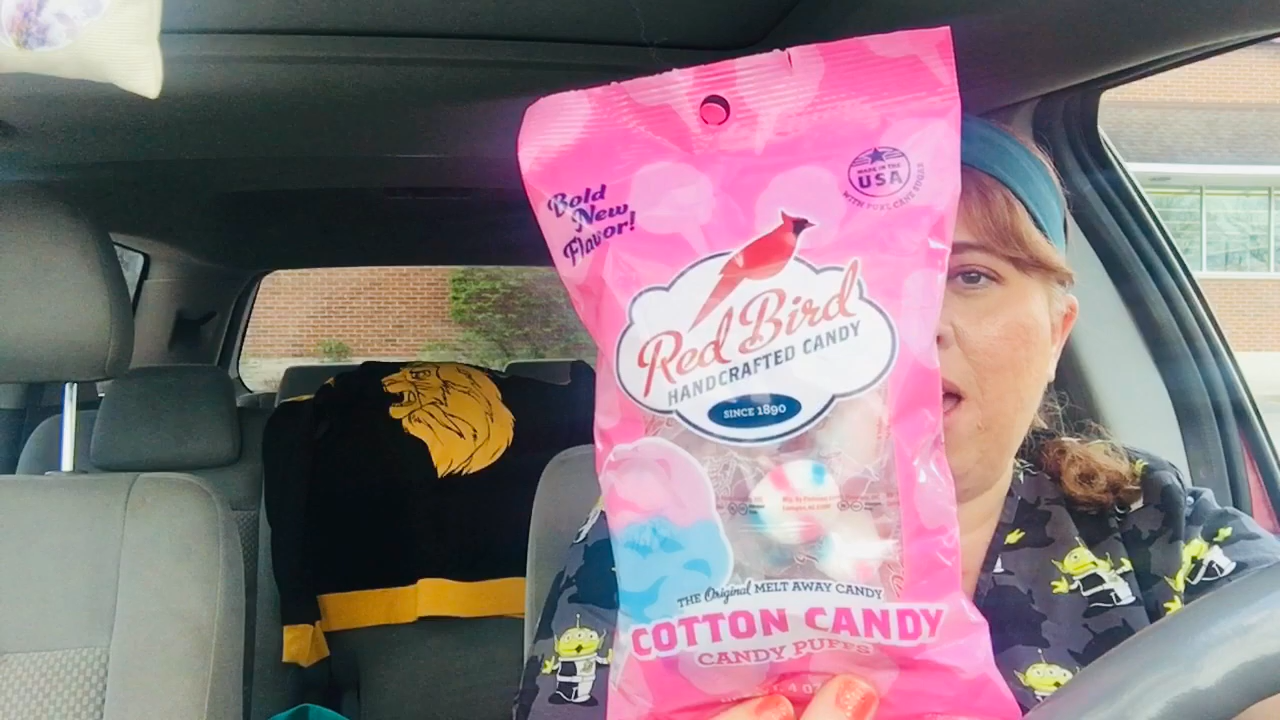 MADE IN THE
USA
WITH PURE CANE SUGAR
Bold
New
Flavor!
Red Bird
HANDCRAFTED CANDY
SINCE 1890
THE Original MELT AWAY CANDY
COTTON CANDY
CANDY PUFFS